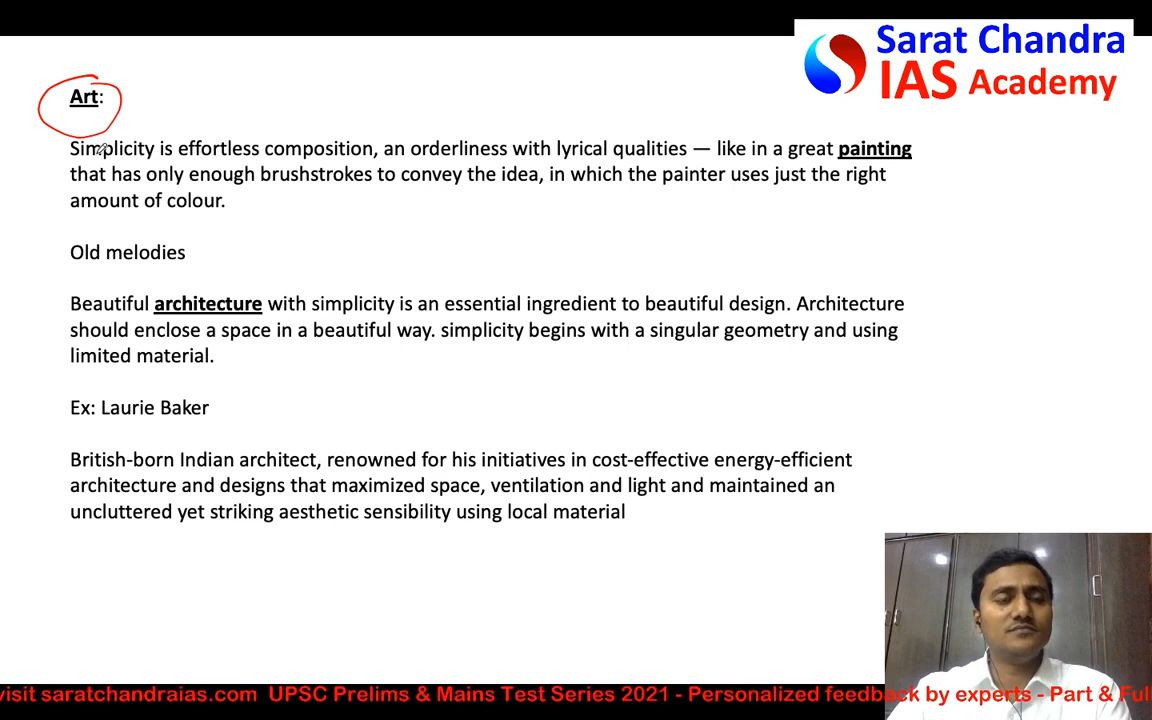 Sarat Chandra
IAS Academy
Art:
Simplicity is effortless composition, an orderliness with lyrical qualities — like in a great painting
that has only enough brushstrokes to convey the idea, in which the painter uses just the right
amount of colour.
Old melodies
Beautiful architecture with simplicity is an essential ingredient to beautiful design. Architecture
should enclose a space in a beautiful way. simplicity begins with a singular geometry and using
limited material.
Ex: Laurie Baker
British-born Indian architect, renowned for his initiatives in cost-effective energy-efficient
architecture and designs that maximized space, ventilation and light and maintained an
uncluttered yet striking aesthetic sensibility using local material
visit saratchandraias.com UPSC Prelims & Mains Test Series 2021 - Personalized feedback by experts - Part & Full